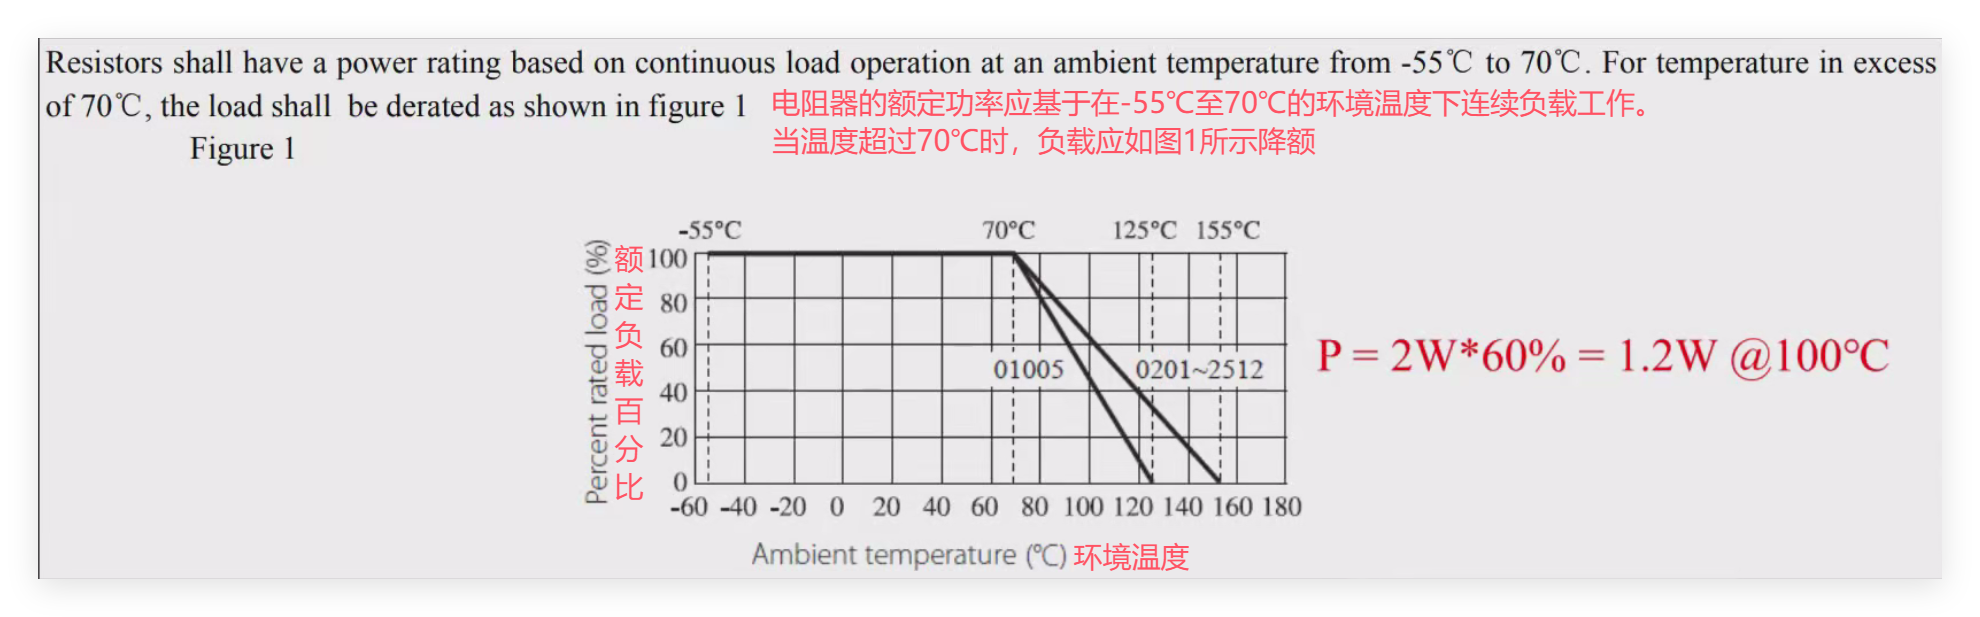 Resistors shall have a power rating based on continuous load operation at an ambient temperature from -55℃ to 70℃. For temperature in excess
of 70℃, the load shall be derated as shown in figure 1
电阻器的额定功率应基于在-55℃至70℃的环境温度下连续负载工作。
当温度超过70℃时，负载应如图1所示降额
Figure 1
-55°C 70°C 125°C 155°C
Percent rated load (%)
额定负载百分比
100
80
60
40
20
0
01005 0201~2512
P = 2W*60% = 1.2W @100°C
-60 -40 -20 0 20 40 60 80 100 120 140 160 180
Ambient temperature (℃) 环境温度